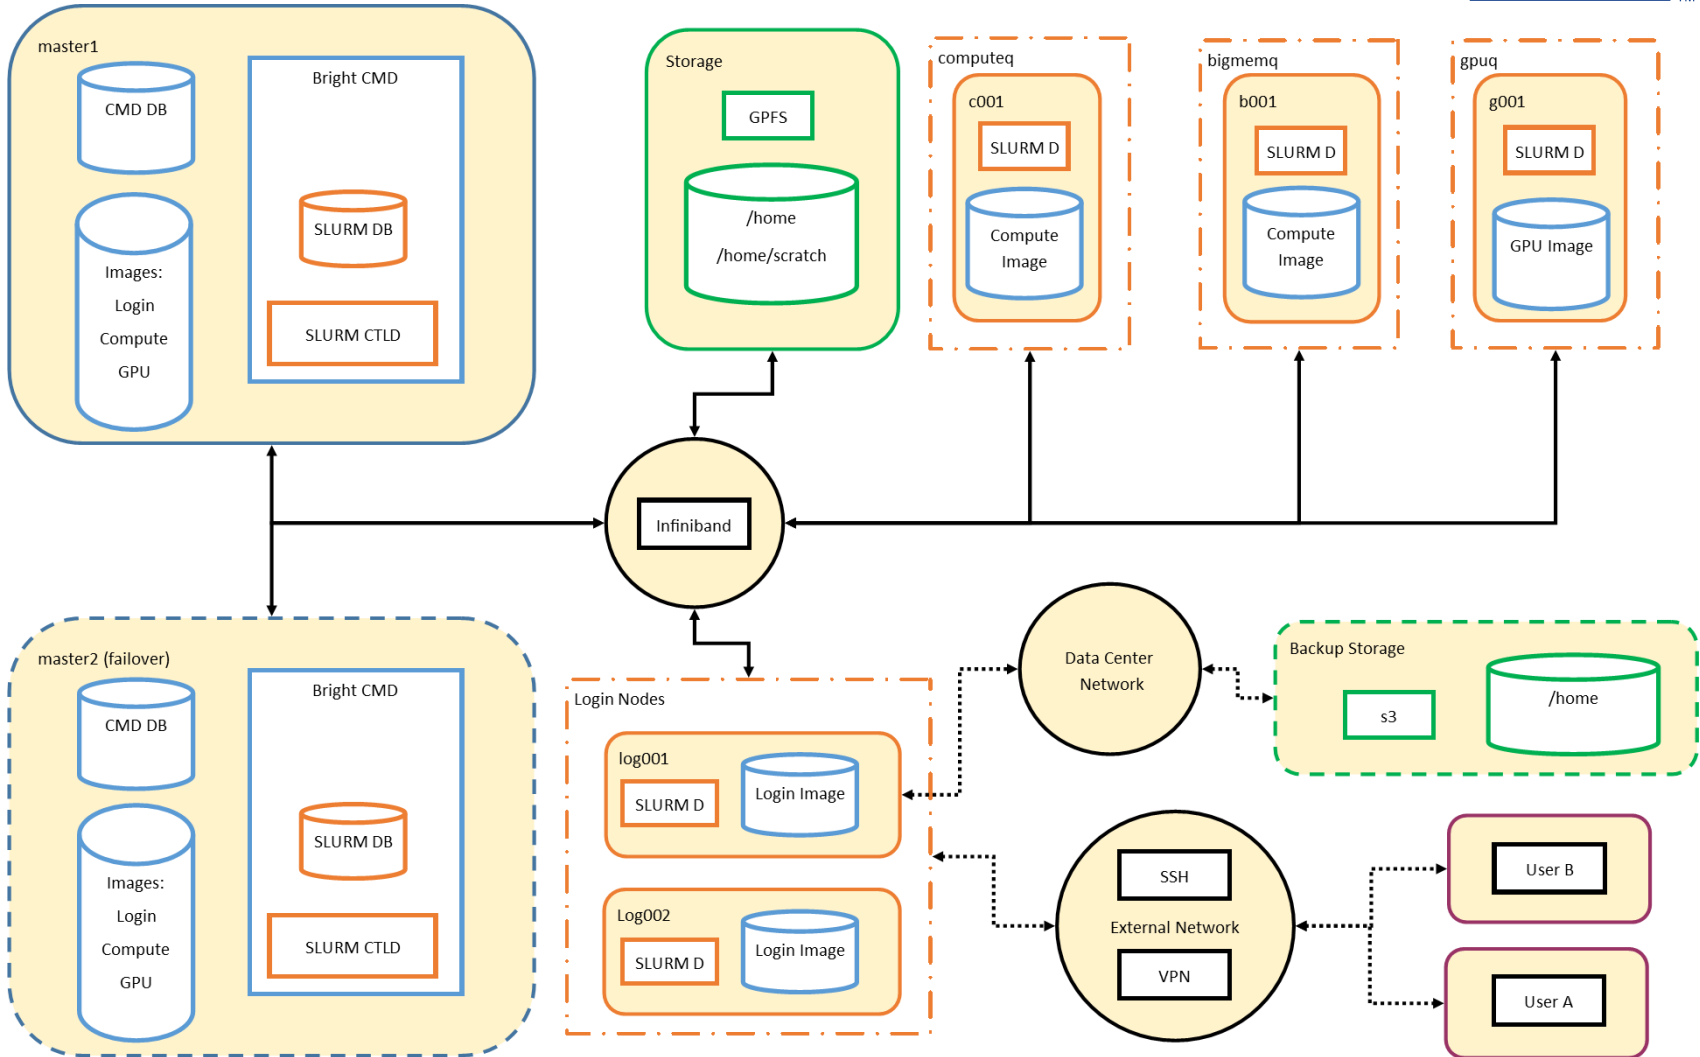 master1
CMD DB
Images:
Login
Compute
GPU
Bright CMD
SLURM DB
SLURM CTLD
Storage
GPFS
/home
/home/scratch
computeq
c001
SLURM D
Compute
Image
bigmemq
b001
SLURM D
Compute
Image
gpuq
g001
SLURM D
GPU Image
Infiniband
master2 (failover)
CMD DB
Images:
Login
Compute
GPU
Bright CMD
SLURM DB
SLURM CTLD
Login Nodes
log001
SLURM D
Login Image
Log002
SLURM D
Login Image
Data Center
Network
Backup Storage
s3
/home
SSH
External Network
VPN
User B
User A